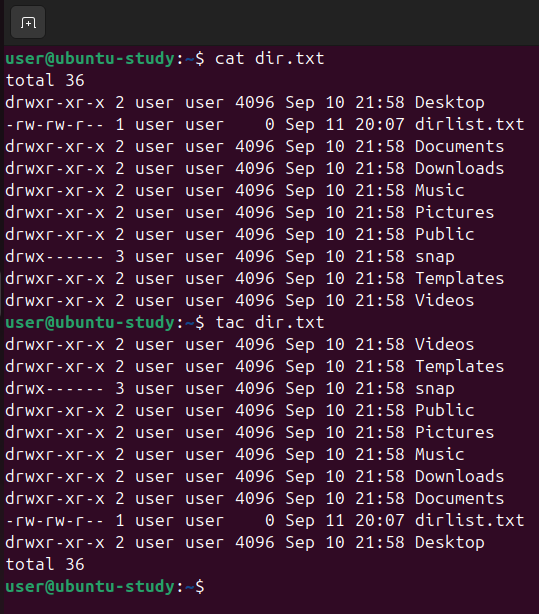 user@ubuntu-study:~$ cat dir.txt
total 36
drwxr-xr-x 2 user user 4096 Sep 10 21:58 Desktop
-rw-rw-r-- 1 user user    0 Sep 11 20:07 dirlist.txt
drwxr-xr-x 2 user user 4096 Sep 10 21:58 Documents
drwxr-xr-x 2 user user 4096 Sep 10 21:58 Downloads
drwxr-xr-x 2 user user 4096 Sep 10 21:58 Music
drwxr-xr-x 2 user user 4096 Sep 10 21:58 Pictures
drwxr-xr-x 2 user user 4096 Sep 10 21:58 Public
drwx------ 3 user user 4096 Sep 10 21:58 snap
drwxr-xr-x 2 user user 4096 Sep 10 21:58 Templates
drwxr-xr-x 2 user user 4096 Sep 10 21:58 Videos
user@ubuntu-study:~$ tac dir.txt
drwxr-xr-x 2 user user 4096 Sep 10 21:58 Videos
drwxr-xr-x 2 user user 4096 Sep 10 21:58 Templates
drwx------ 3 user user 4096 Sep 10 21:58 snap
drwxr-xr-x 2 user user 4096 Sep 10 21:58 Public
drwxr-xr-x 2 user user 4096 Sep 10 21:58 Pictures
drwxr-xr-x 2 user user 4096 Sep 10 21:58 Music
drwxr-xr-x 2 user user 4096 Sep 10 21:58 Downloads
drwxr-xr-x 2 user user 4096 Sep 10 21:58 Documents
-rw-rw-r-- 1 user user    0 Sep 11 20:07 dirlist.txt
drwxr-xr-x 2 user user 4096 Sep 10 21:58 Desktop
total 36
user@ubuntu-study:~$